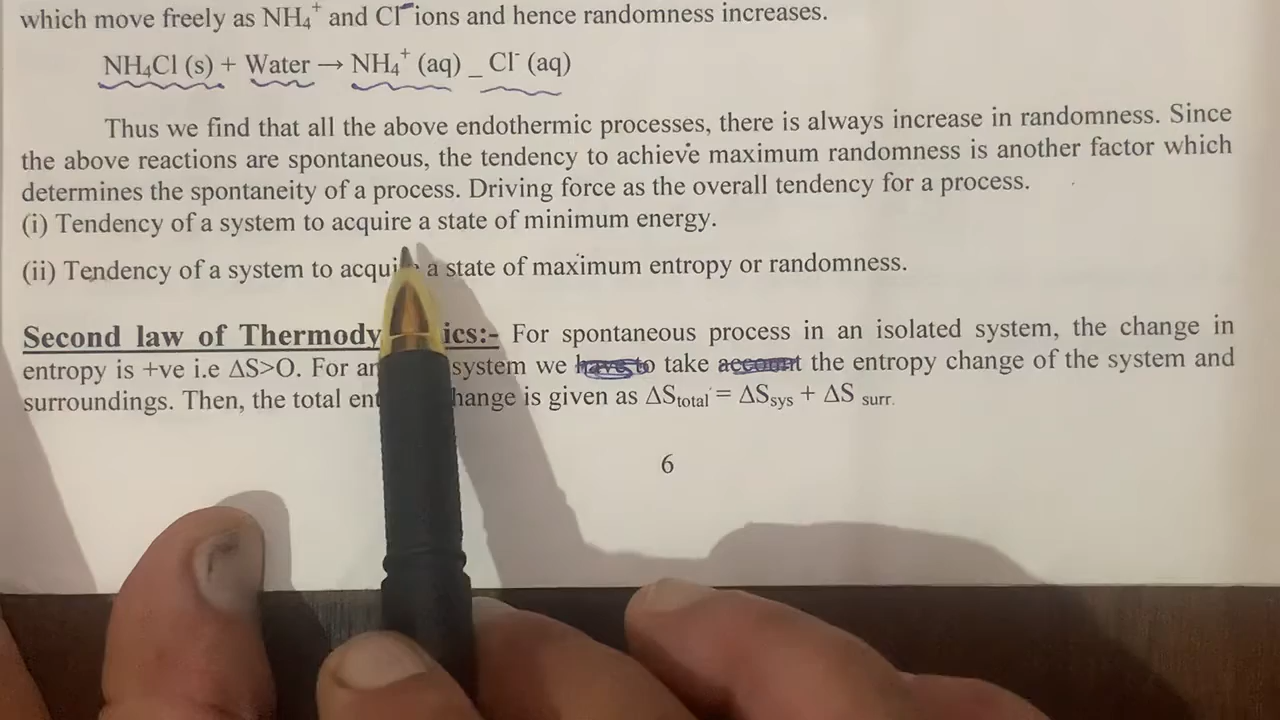 which move freely as NH₄⁺ and Cl⁻ ions and hence randomness increases.
NH₄Cl (s) + Water → NH₄⁺ (aq) _ Cl⁻ (aq)
Thus we find that all the above endothermic processes, there is always increase in randomness. Since
the above reactions are spontaneous, the tendency to achieve maximum randomness is another factor which
determines the spontaneity of a process. Driving force as the overall tendency for a process.
(i) Tendency of a system to acquire a state of minimum energy.
(ii) Tendency of a system to acquire a state of maximum entropy or randomness.
Second law of Thermody ics:- For spontaneous process in an isolated system, the change in
entropy is +ve i.e ΔS>O. For an system we have to take account the entropy change of the system and
surroundings. Then, the total ent hange is given as ΔStotal = ΔSsys + ΔS surr.
6